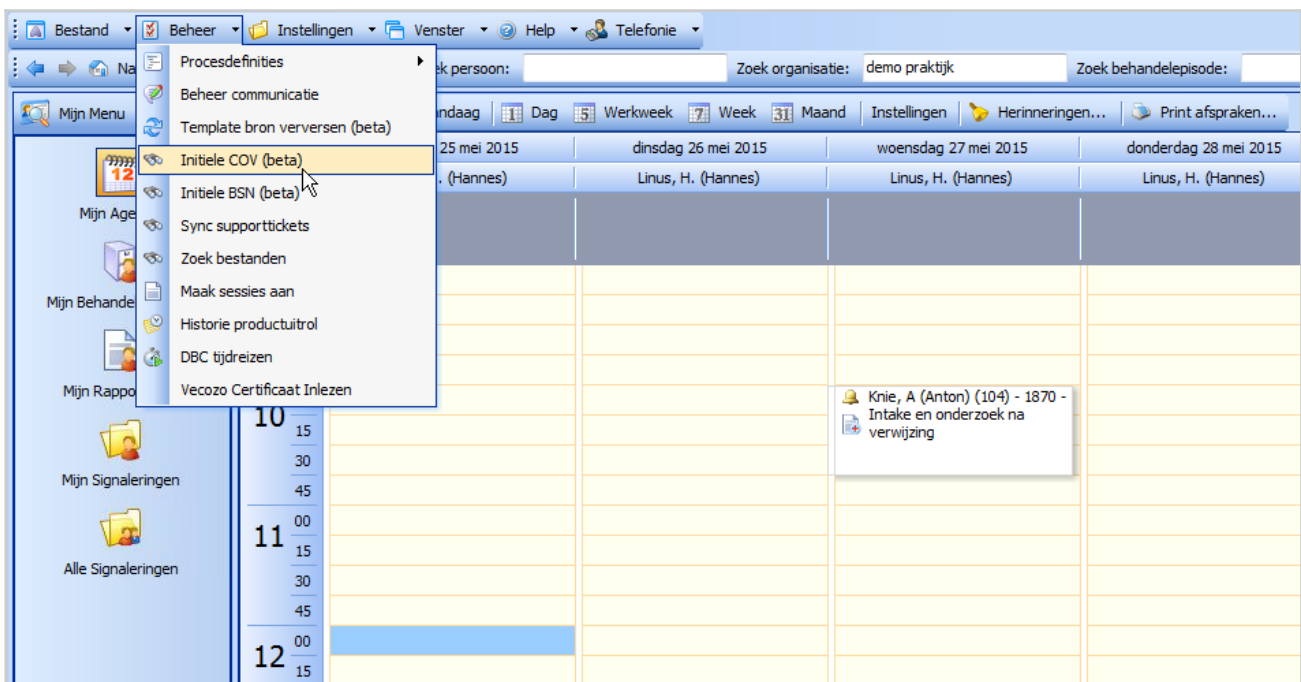 Bestand Beheer Instellingen Venster Help Telefonie
Na Procesdefinities ek persoon: Zoek organisatie: demo praktijk Zoek behandelepisode:
Beheer communicatie
Mijn Menu ndaag 1 Dag 5 Werkweek 7 Week 31 Maand Instellingen Herinneringen... Print afspraken...
Template bron verversen (beta)
Initiele COV (beta) 25 mei 2015 dinsdag 26 mei 2015 woensdag 27 mei 2015 donderdag 28 mei 2015
12
Initiele BSN (beta) . (Hannes) Linus, H. (Hannes) Linus, H. (Hannes) Linus, H. (Hannes)
Mijn Age
Sync supporttickets
Zoek bestanden
Mijn Behande
Maak sessies aan
Historie productuitrol
DBC tijdreizen
Mijn Rappo
Vecozo Certificaat Inlezen
Knie, A (Anton) (104) - 1870 -
Intake en onderzoek na
verwijzing
10
15
30
Mijn Signaleringen
45
11 00
15
Alle Signaleringen
30
45
12 00
15